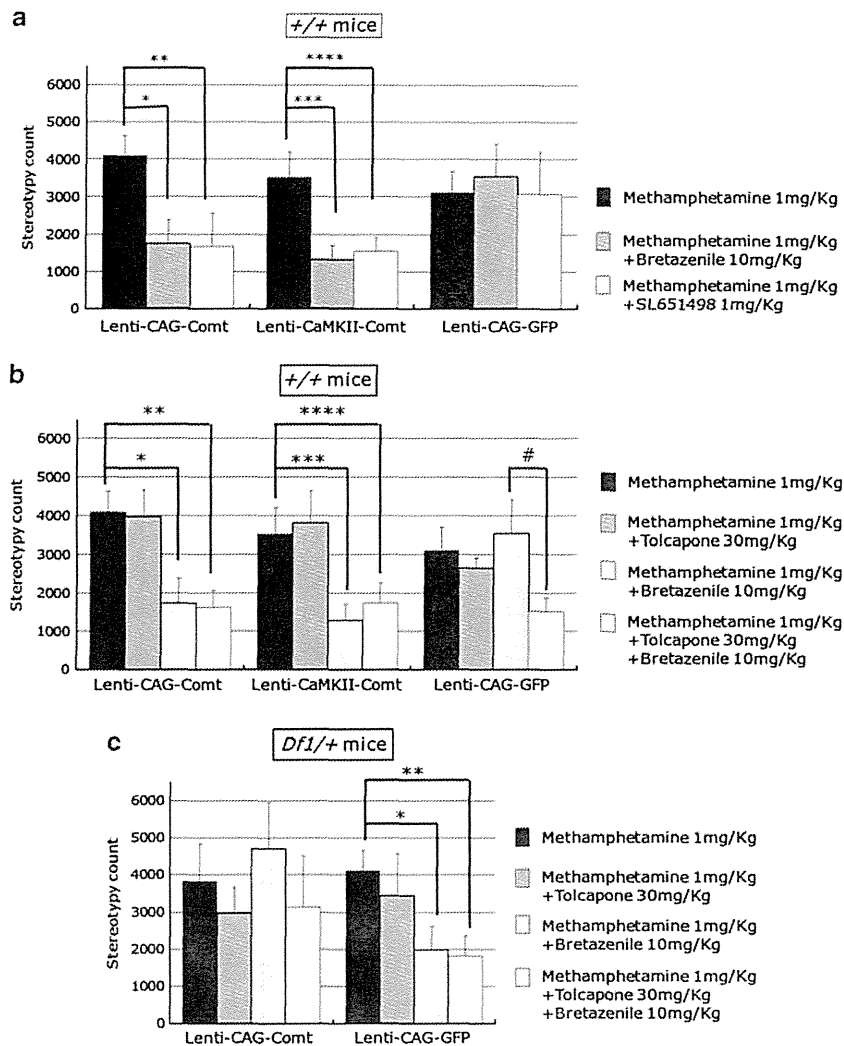 a
+/+ mice
**
****
*
***
6000
5000
4000
3000
2000
1000
0
Stereotypy count
Lenti-CAG-Comt
Lenti-CaMKII-Comt
Lenti-CAG-GFP
Methamphetamine 1mg/Kg
Methamphetamine 1mg/Kg
+Bretazenile 10mg/Kg
Methamphetamine 1mg/Kg
+SL651498 1mg/Kg
b
+/+ mice
**
****
*
***
#
6000
5000
4000
3000
2000
1000
0
Stereotypy count
Lenti-CAG-Comt
Lenti-CaMKII-Comt
Lenti-CAG-GFP
Methamphetamine 1mg/Kg
Methamphetamine 1mg/Kg
+Tolcapone 30mg/Kg
Methamphetamine 1mg/Kg
+Bretazenile 10mg/Kg
Methamphetamine 1mg/Kg
+Tolcapone 30mg/Kg
+Bretazenile 10mg/Kg
c
Df1/+ mice
**
*
6000
5000
4000
3000
2000
1000
0
Stereotypy count
Lenti-CAG-Comt
Lenti-CAG-GFP
Methamphetamine 1mg/Kg
Methamphetamine 1mg/Kg
+Tolcapone 30mg/Kg
Methamphetamine 1mg/Kg
+Bretazenile 10mg/Kg
Methamphetamine 1mg/Kg
+Tolcapone 30mg/Kg
+Bretazenile 10mg/Kg